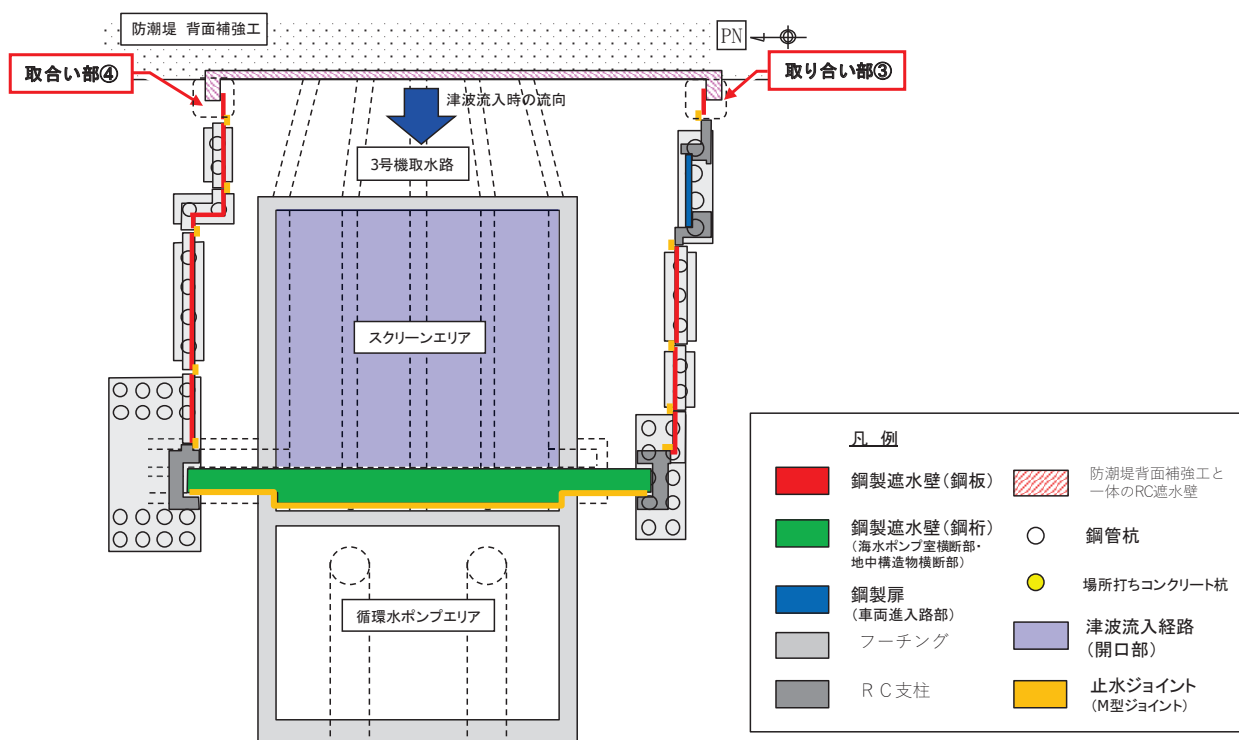 防潮堤 背面補強工
PN
取合い部④
取り合い部③
津波流入時の流向
3号機取水路
スクリーンエリア
循環水ポンプエリア
凡 例
鋼製遮水壁(鋼板)
鋼製遮水壁(鋼桁)
(海水ポンプ室横断部・
地中構造物横断部)
鋼製扉
(車両進入路部)
フーチング
RC支柱
防潮堤背面補強工と
一体のRC遮水壁
鋼管杭
場所打ちコンクリート杭
津波流入経路
(開口部)
止水ジョイント
(M型ジョイント)